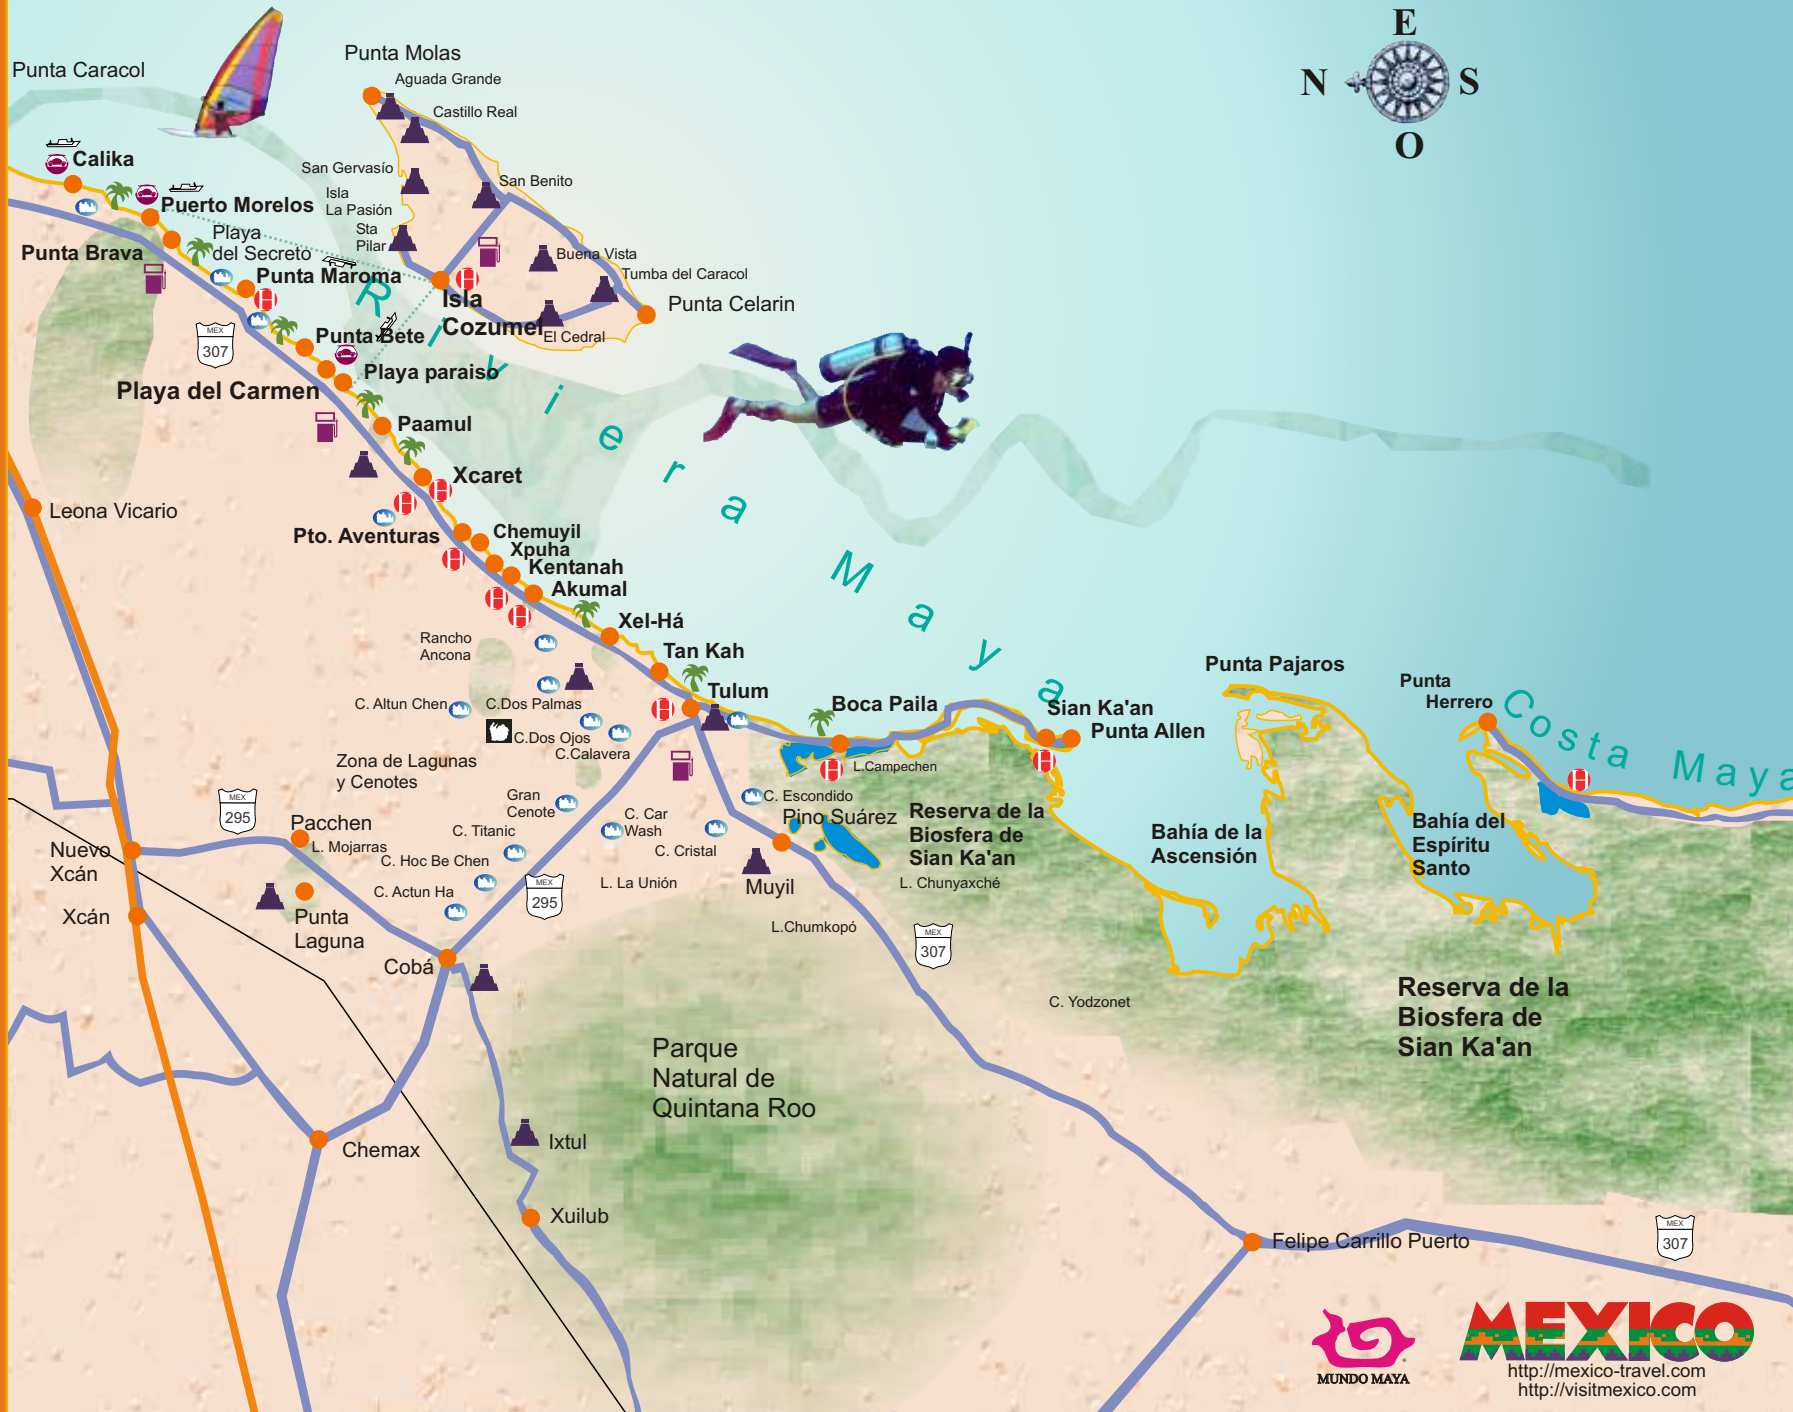 E
N
S
O
Punta Caracol
Punta Molas
Aguada Grande
Castillo Real
San Gervasío
San Benito
Isla
La Pasión
Sta
Pilar
Buena Vista
Tumba del Caracol
Punta Celarin
El Cedral
Isla
Cozumel
Calika
Puerto Morelos
Punta Brava
Playa
del Secreto
Punta Maroma
MEX
307
Punta Bete
Playa paraiso
Playa del Carmen
Paamul
Xcaret
Pto. Aventuras
Chemuyil
Xpuha
Kentanah
Akumal
Xel-Há
Tan Kah
Tulum
Riviera Maya
Leona Vicario
Rancho
Ancona
C. Altun Chen
C.Dos Palmas
C.Dos Ojos
C.Calavera
Zona de Lagunas
y Cenotes
Gran
Cenote
C. Titanic
C. Hoc Be Chen
C. Actun Ha
C. Car
Wash
C. Cristal
L. La Unión
C. Escondido
Pino Suárez
Muyil
L.Chumkopó
L. Chunyaxché
L.Campechen
Boca Paila
Sian Ka'an
Punta Allen
Reserva de la
Biosfera de
Sian Ka'an
Punta Pajaros
Punta
Herrero
Costa Maya
Bahía de la
Ascensión
Bahía del
Espíritu
Santo
MEX
295
Pacchen
L. Mojarras
Nuevo
Xcán
Xcán
Punta
Laguna
Cobá
MEX
295
MEX
307
C. Yodzonet
Reserva de la
Biosfera de
Sian Ka'an
Parque
Natural de
Quintana Roo
Chemax
Ixtul
Xuilub
Felipe Carrillo Puerto
MEX
307
MUNDO MAYA
MEXICO
http://mexico-travel.com
http://visitmexico.com